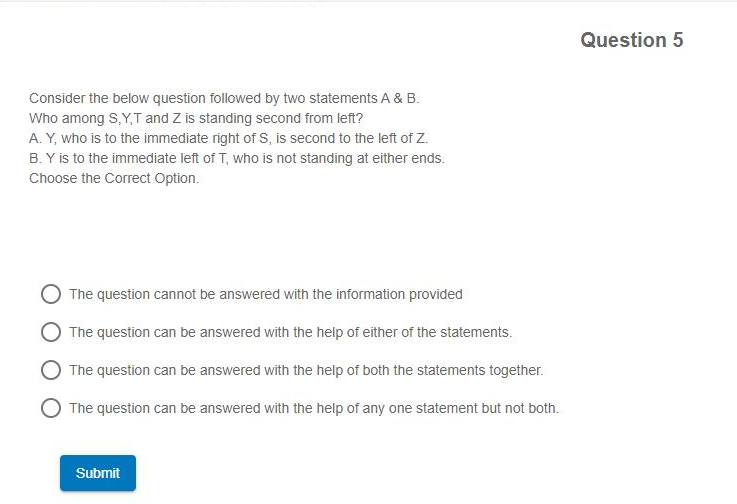 Question 5
Consider the below question followed by two statements A & B.
Who among S,Y,T and Z is standing second from left?
A. Y, who is to the immediate right of S, is second to the left of Z.
B. Y is to the immediate left of T, who is not standing at either ends.
Choose the Correct Option.
The question cannot be answered with the information provided
The question can be answered with the help of either of the statements.
The question can be answered with the help of both the statements together.
The question can be answered with the help of any one statement but not both.
Submit